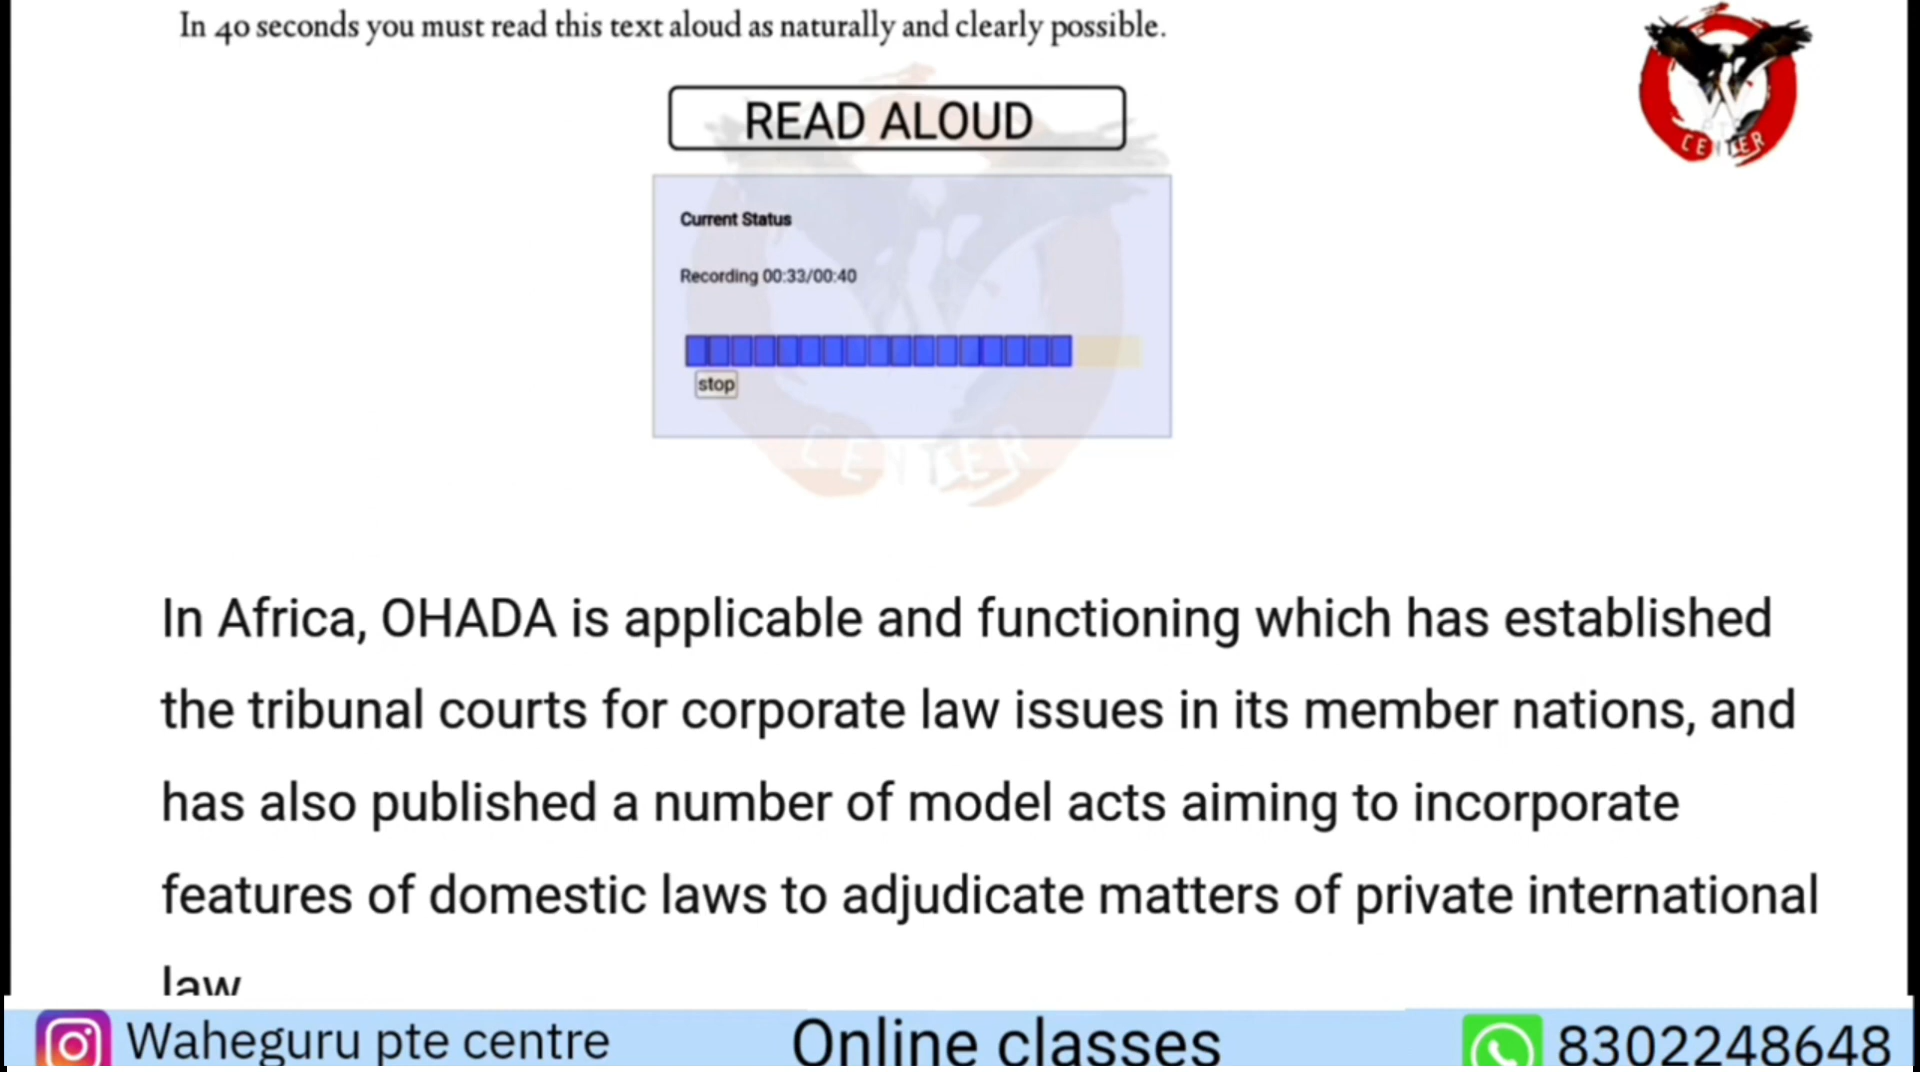 In 40 seconds you must read this text aloud as naturally and clearly possible.
READ ALOUD
CENTER
Current Status
Recording 00:33/00:40
stop
CENTER
In Africa, OHADA is applicable and functioning which has established
the tribunal courts for corporate law issues in its member nations, and
has also published a number of model acts aiming to incorporate
features of domestic laws to adjudicate matters of private international
law
Waheguru pte centre
Online classes
8302248648